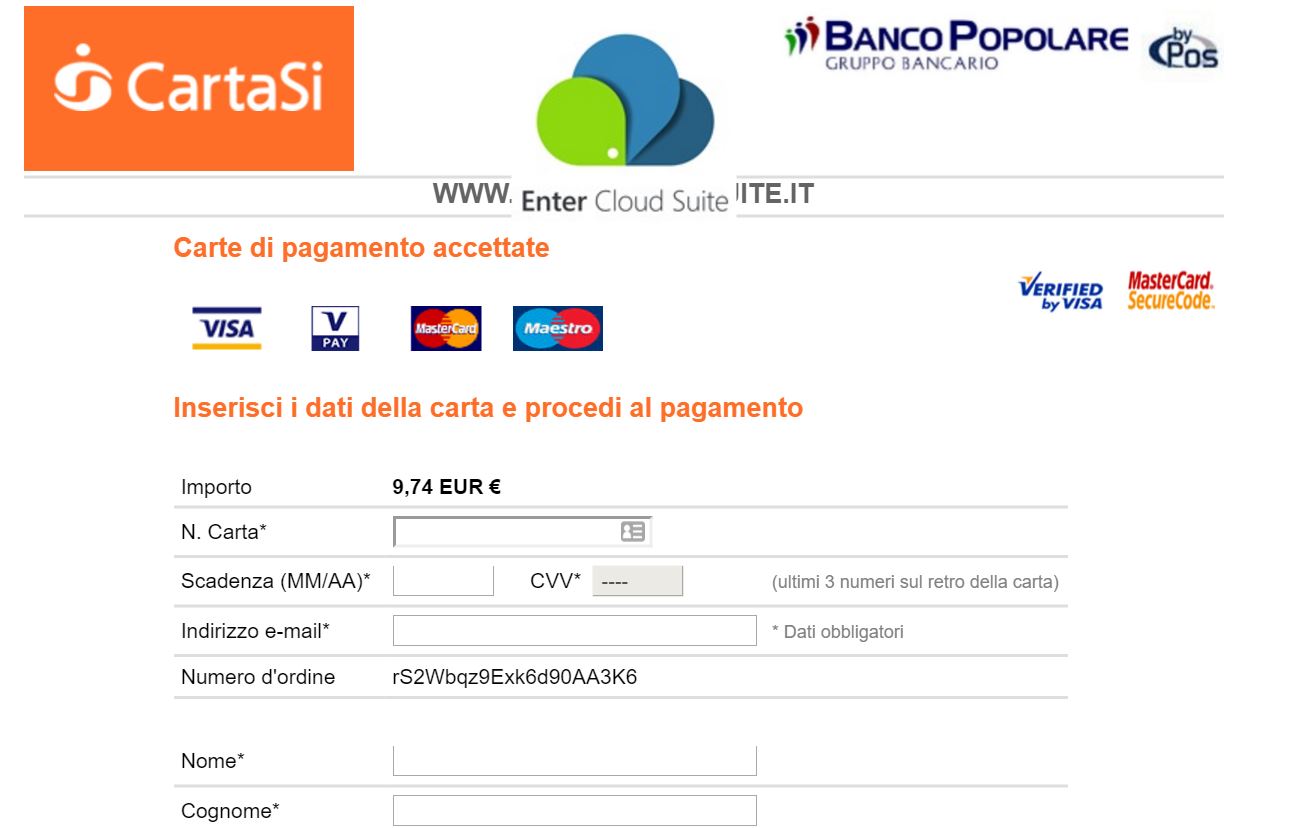 CartaSi
BANCO POPOLARE
GRUPPO BANCARIO
by
Pos
Enter Cloud Suite
WWW. ITE.IT
Carte di pagamento accettate
VERIFIED
by VISA
MasterCard.
SecureCode.
VISA
V
PAY
MasterCard
Maestro
Inserisci i dati della carta e procedi al pagamento
Importo 9,74 EUR €
N. Carta*
Scadenza (MM/AA)* CVV* ---- (ultimi 3 numeri sul retro della carta)
Indirizzo e-mail* * Dati obbligatori
Numero d'ordine rS2Wbqz9Exk6d90AA3K6
Nome*
Cognome*